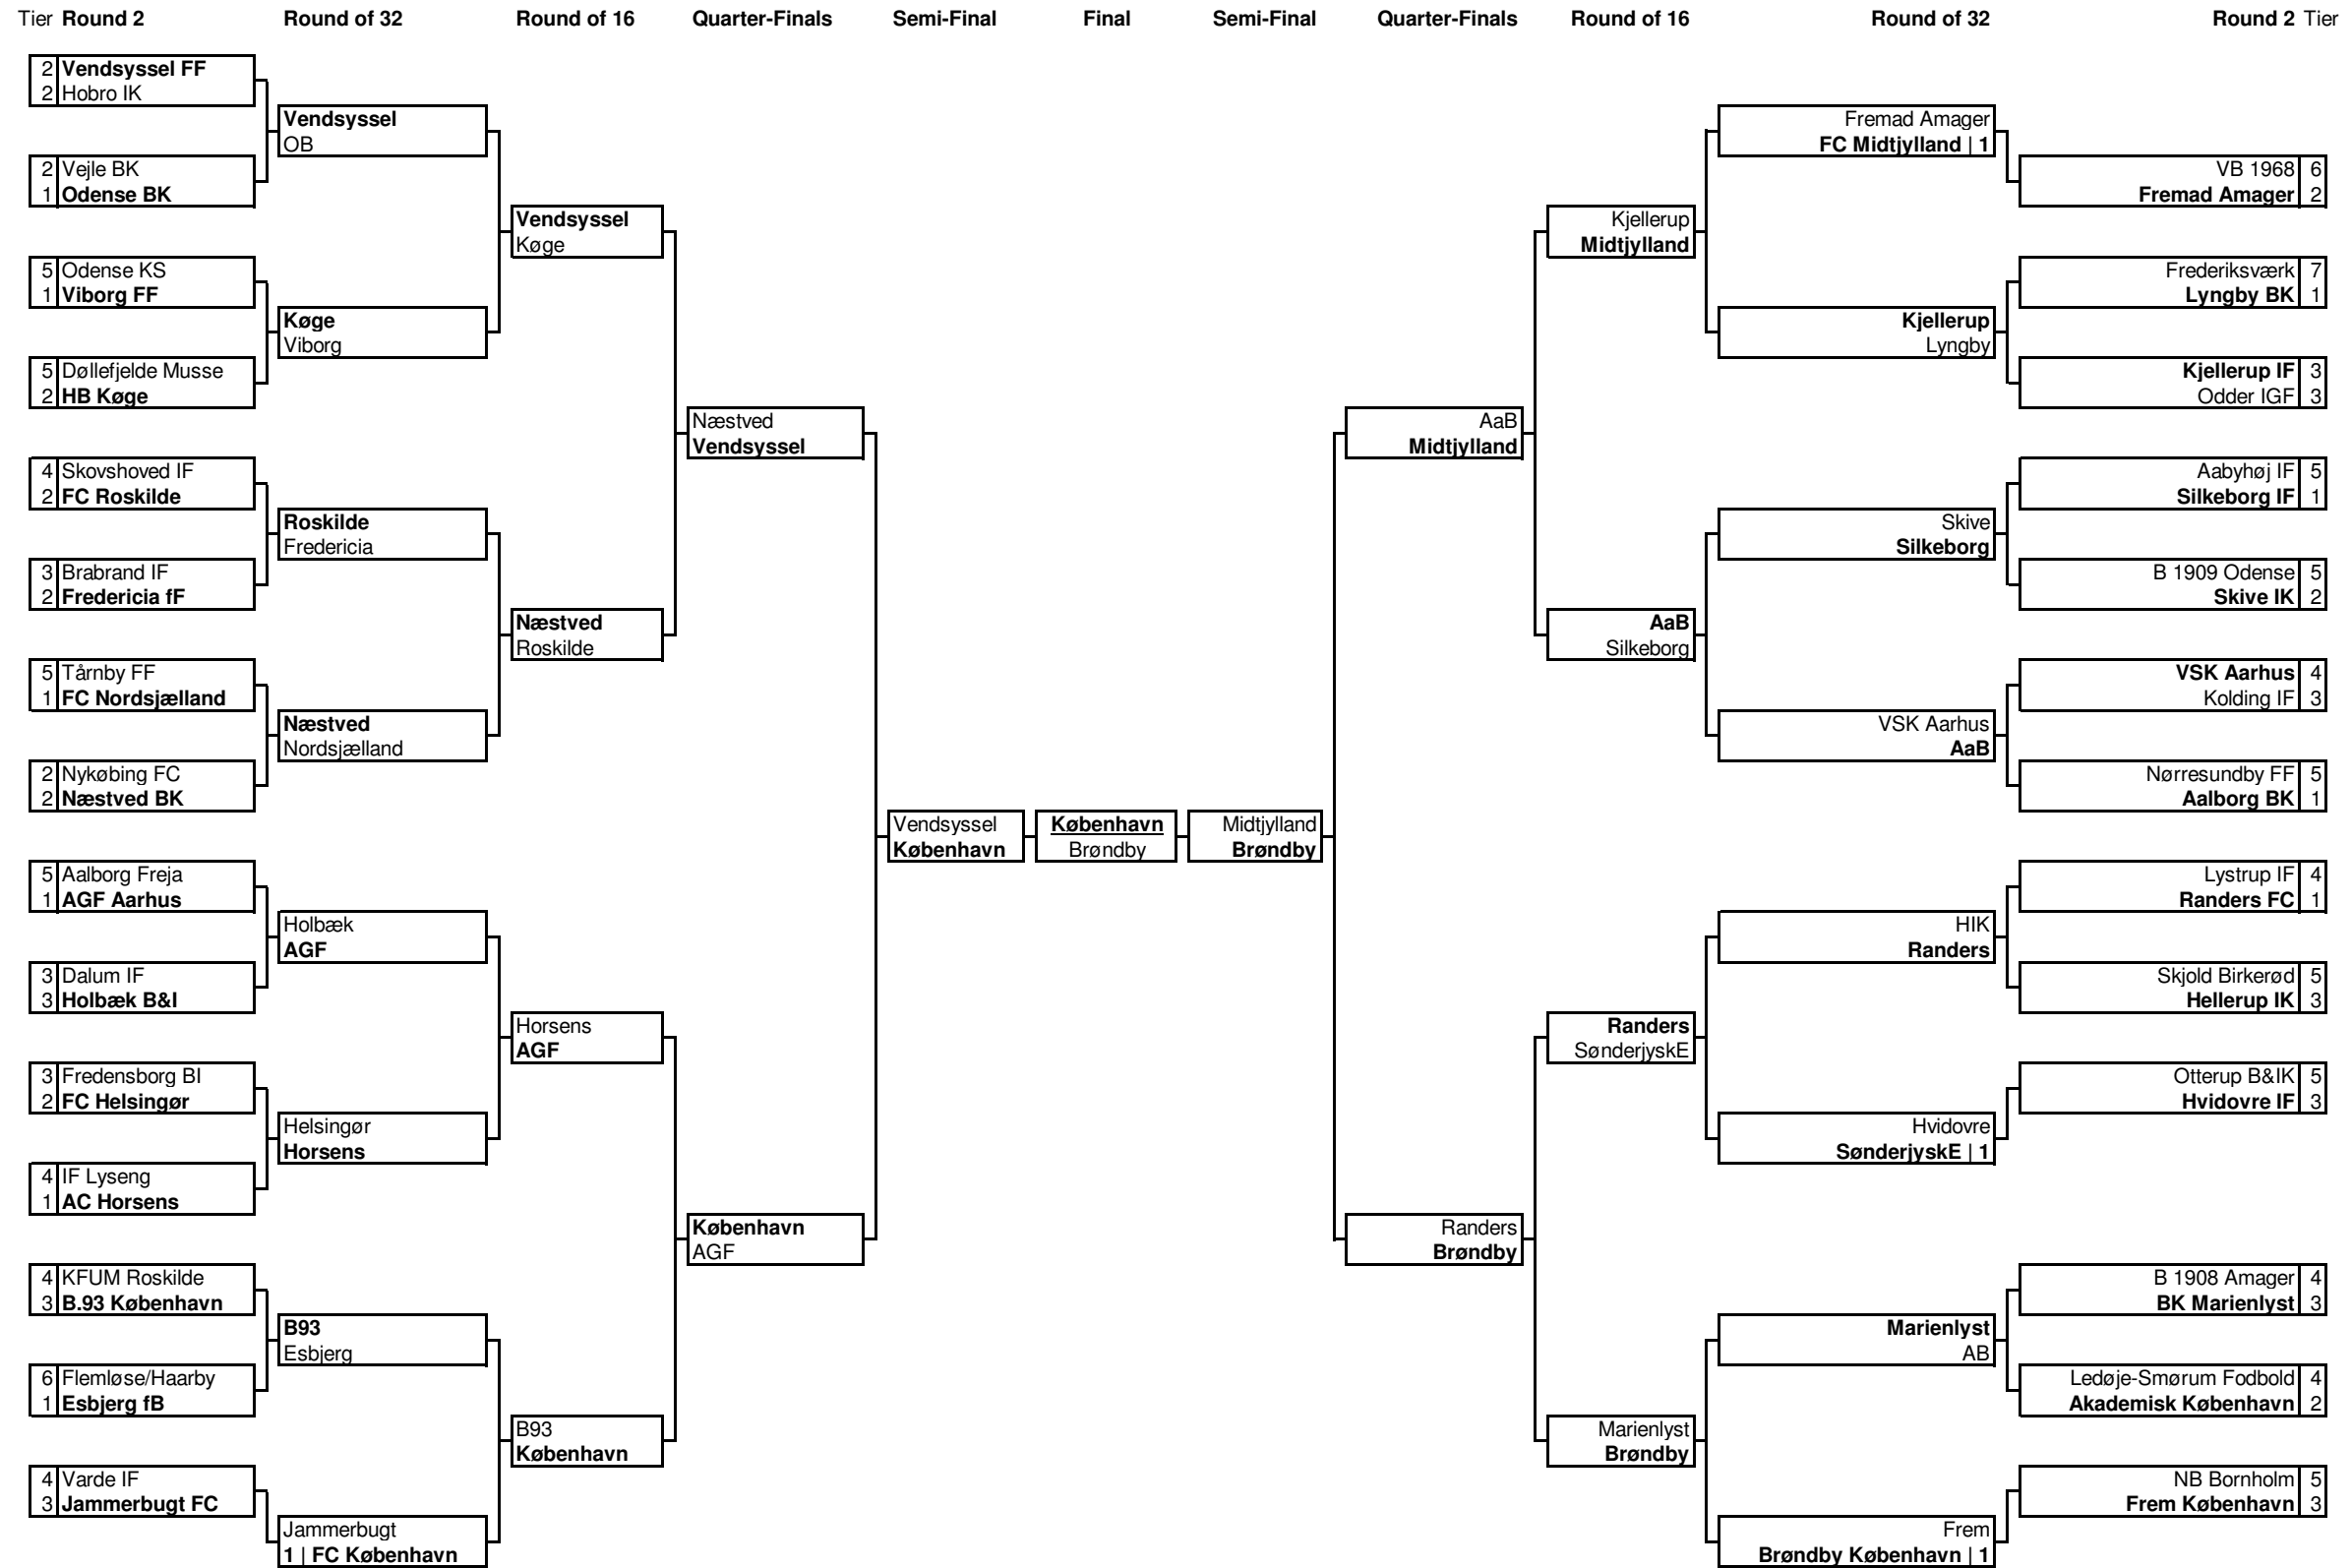 Tier Round 2 Round of 32 Round of 16 Quarter-Finals Semi-Final Final Semi-Final Quarter-Finals Round of 16 Round of 32 Round 2 Tier
2 Vendsyssel FF
2 Hobro IK
Vendsyssel
OB
2 Vejle BK
1 Odense BK
Vendsyssel
Køge
5 Odense KS
1 Viborg FF
Køge
Viborg
5 Døllefjelde Musse
2 HB Køge
Næstved
Vendsyssel
4 Skovshoved IF
2 FC Roskilde
Roskilde
Fredericia
3 Brabrand IF
2 Fredericia fF
Næstved
Roskilde
5 Tårnby FF
1 FC Nordsjælland
Næstved
Nordsjælland
2 Nykøbing FC
2 Næstved BK
Vendsyssel
København
5 Aalborg Freja
1 AGF Aarhus
Holbæk
AGF
3 Dalum IF
3 Holbæk B&I
Horsens
AGF
3 Fredensborg BI
2 FC Helsingør
Helsingør
Horsens
4 IF Lyseng
1 AC Horsens
København
AGF
4 KFUM Roskilde
3 B.93 København
B93
Esbjerg
6 Flemløse/Haarby
1 Esbjerg fB
B93
København
4 Varde IF
3 Jammerbugt FC
Jammerbugt
1 | FC København
København
Brøndby
Midtjylland
Brøndby
AaB
Midtjylland
Randers
Brøndby
Kjellerup
Midtjylland
AaB
Silkeborg
Randers
SønderjyskE
Marienlyst
Brøndby
Fremad Amager
FC Midtjylland | 1
VB 1968 6
Fremad Amager 2
Frederiksværk 7
Lyngby BK 1
Kjellerup
Lyngby
Kjellerup IF 3
Odder IGF 3
Aabyhøj IF 5
Silkeborg IF 1
Skive
Silkeborg
B 1909 Odense 5
Skive IK 2
VSK Aarhus 4
Kolding IF 3
VSK Aarhus
AaB
Nørresundby FF 5
Aalborg BK 1
Lystrup IF 4
Randers FC 1
HIK
Randers
Skjold Birkerød 5
Hellerup IK 3
Otterup B&IK 5
Hvidovre IF 3
Hvidovre
SønderjyskE | 1
B 1908 Amager 4
BK Marienlyst 3
Marienlyst
AB
Ledøje-Smørum Fodbold 4
Akademisk København 2
NB Bornholm 5
Frem København 3
Frem
Brøndby København | 1